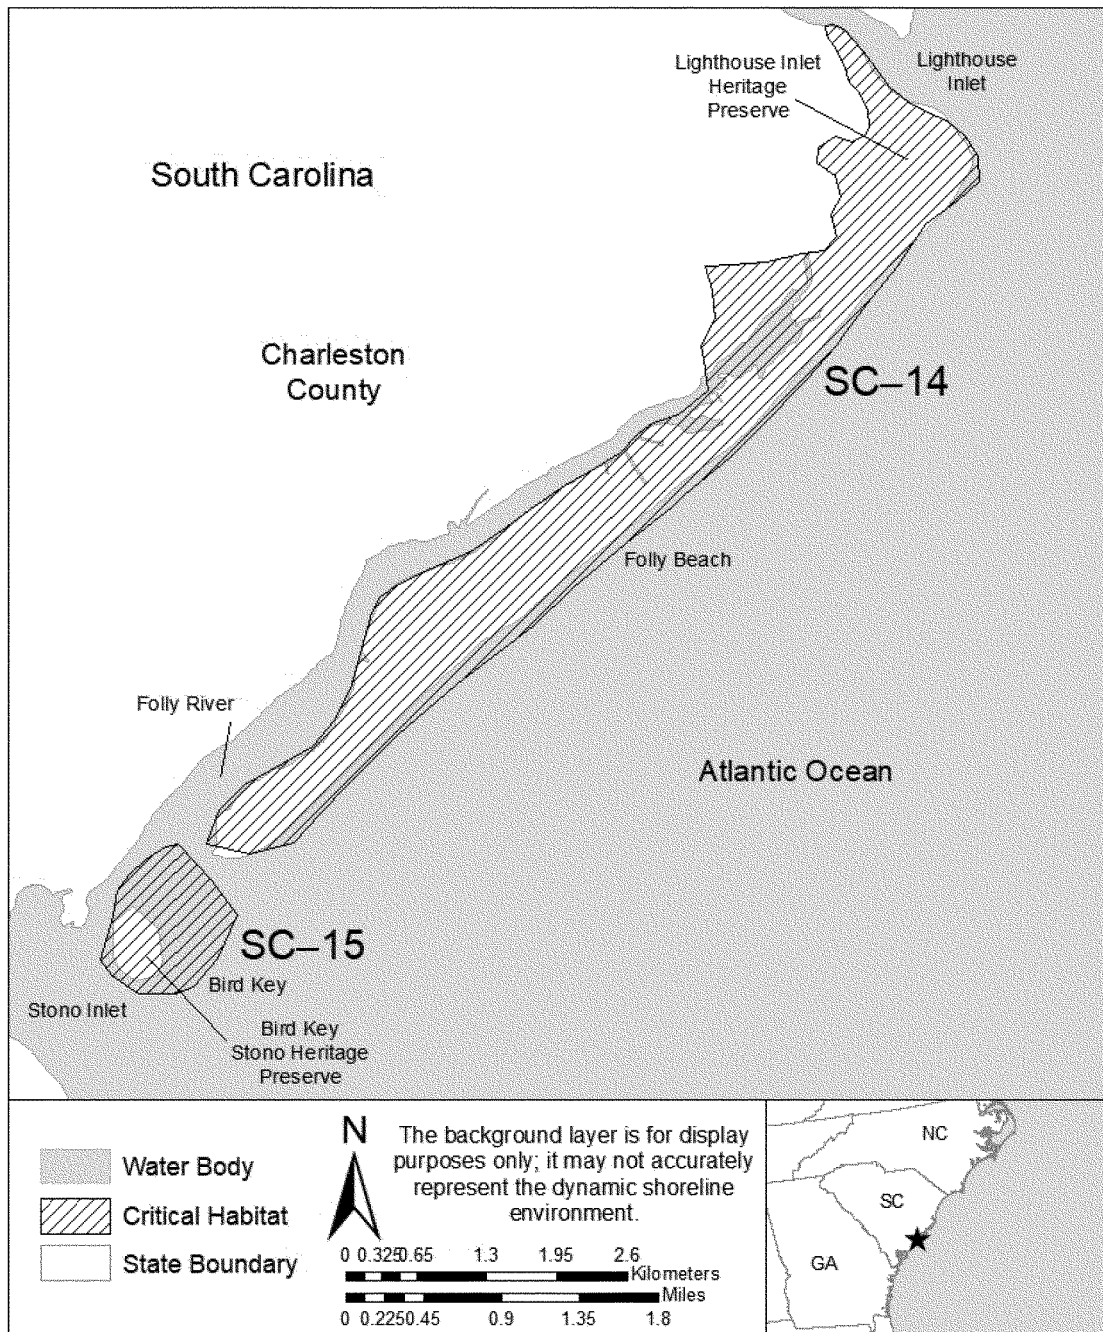 Lighthouse Inlet
Heritage
Preserve
Lighthouse
Inlet
South Carolina
Charleston
County
SC–14
Folly Beach
Folly River
Atlantic Ocean
SC–15
Bird Key
Stono Inlet
Bird Key
Stono Heritage
Preserve
Water Body
Critical Habitat
State Boundary
N
The background layer is for display
purposes only; it may not accurately
represent the dynamic shoreline
environment.
0 0.325 0.65 1.3 1.95 2.6
Kilometers
Miles
0 0.225 0.45 0.9 1.35 1.8
NC
SC
GA